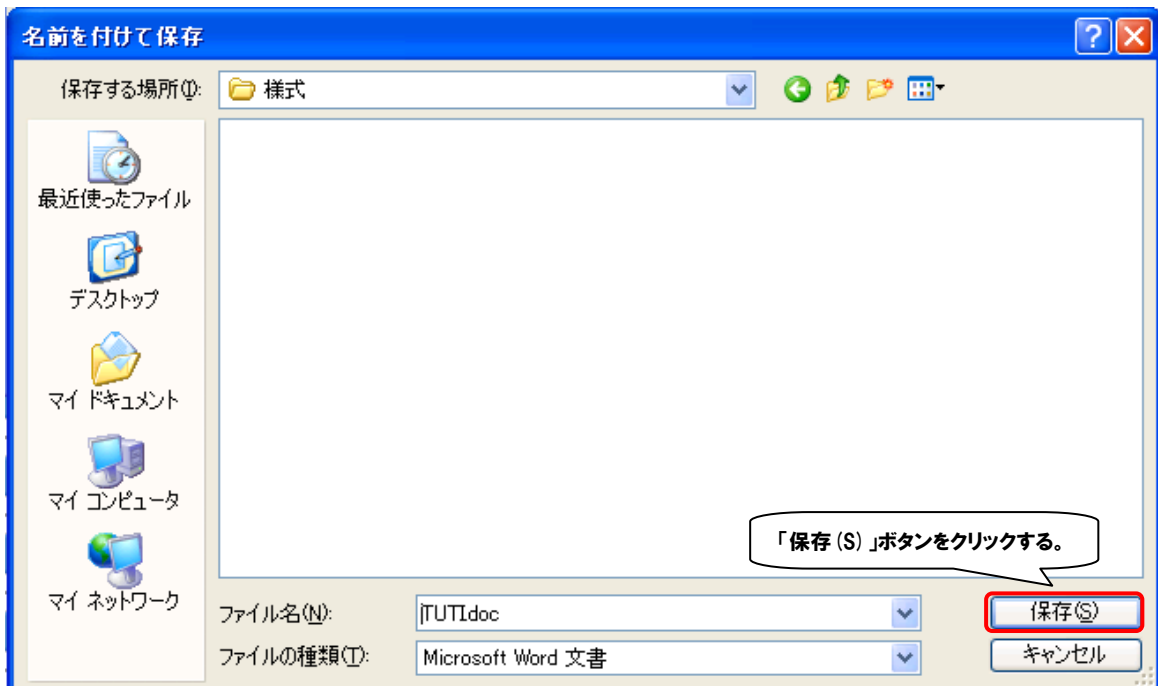 名前を付けて保存
保存する場所(I):
様式
最近使ったファイル
デスクトップ
マイ ドキュメント
マイ コンピュータ
マイ ネットワーク
「保存(S)」ボタンをクリックする。
ファイル名(N):
jTUTIdoc
保存(S)
ファイルの種類(T):
Microsoft Word 文書
キャンセル